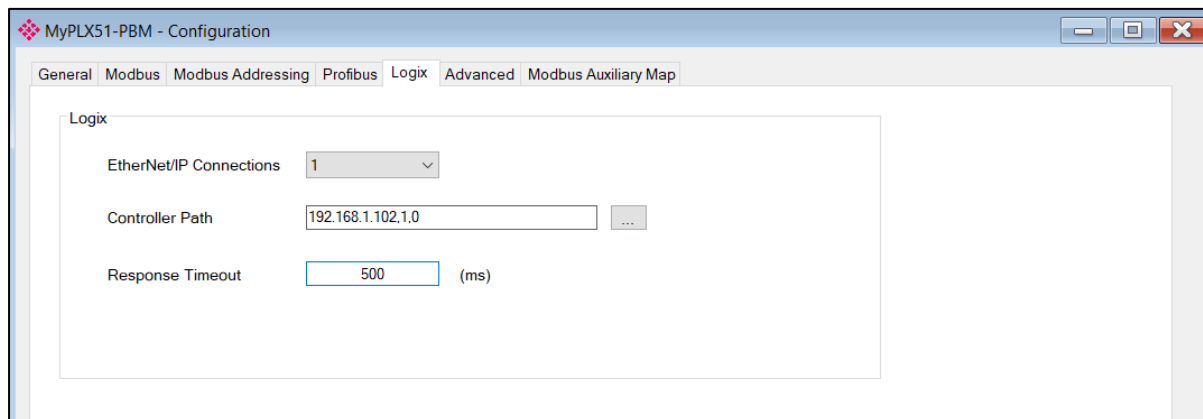 MyPLX51-PBM - Configuration
General Modbus Modbus Addressing Profibus Logix Advanced Modbus Auxiliary Map
Logix
EtherNet/IP Connections 1
Controller Path 192.168.1.102,1,0 ...
Response Timeout 500 (ms)